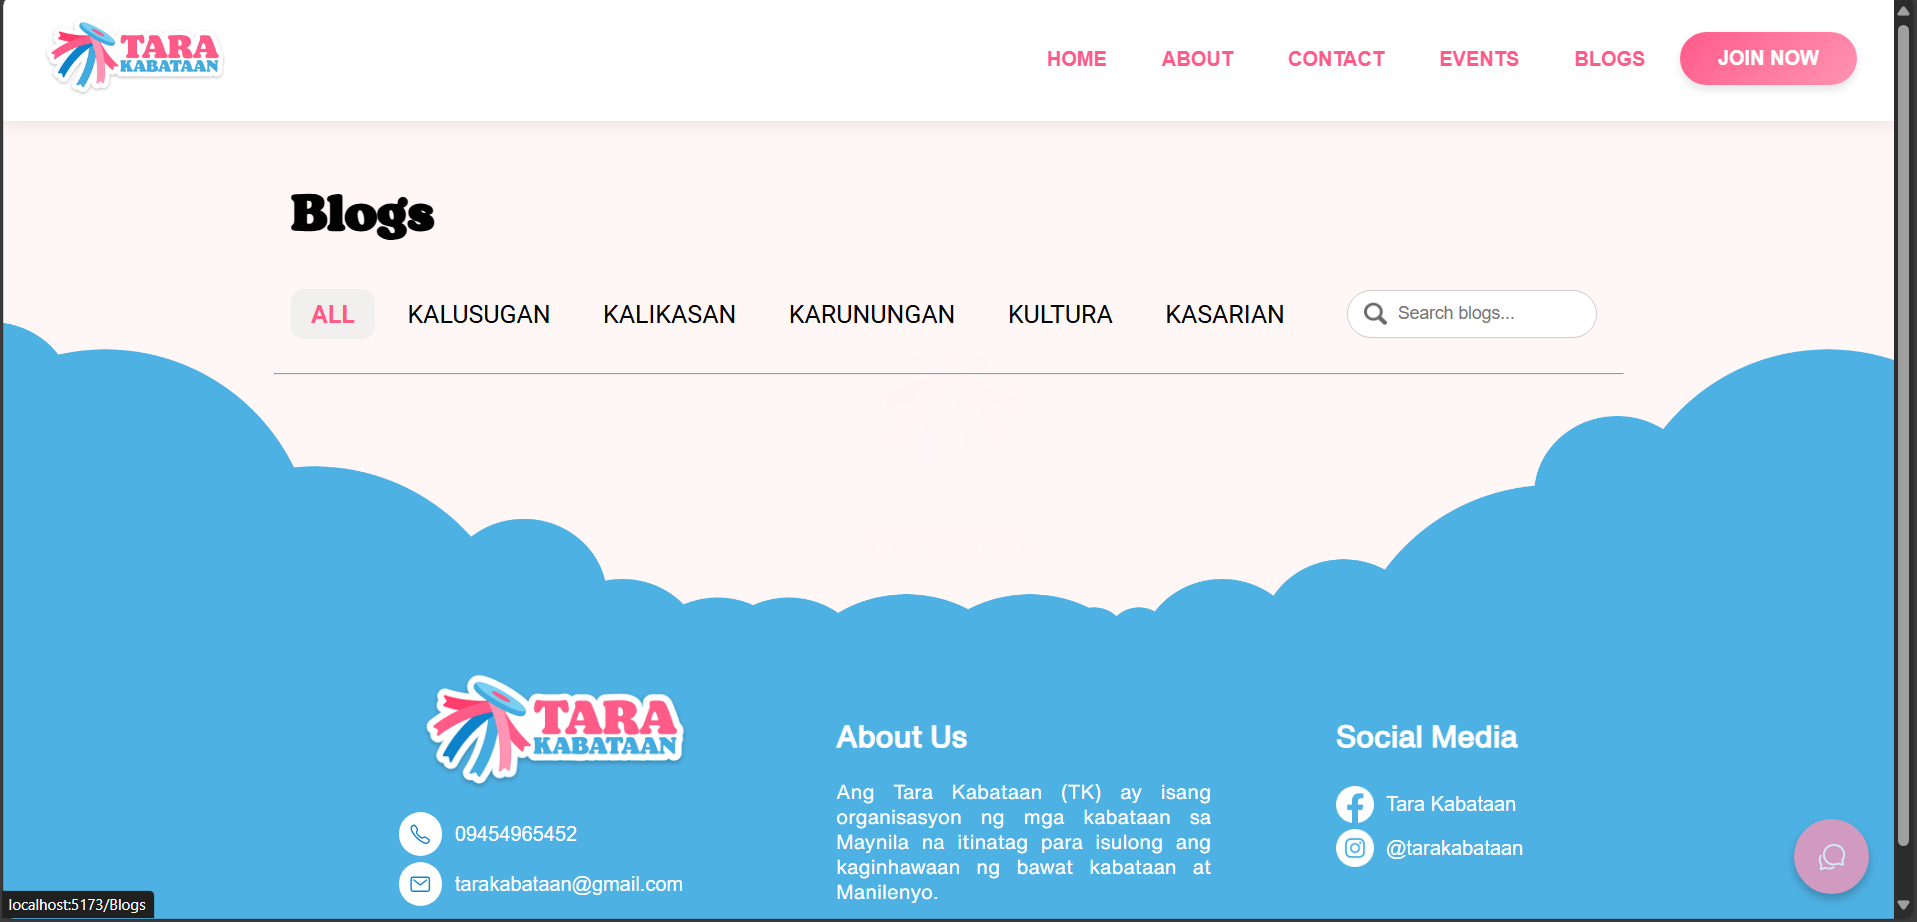 TARA
KABATAAN
HOME
ABOUT
CONTACT
EVENTS
BLOGS
JOIN NOW
Blogs
ALL
KALUSUGAN
KALIKASAN
KARUNUNGAN
KULTURA
KASARIAN
Search blogs...
TARA
KABATAAN
09454965452
tarakabataan@gmail.com
About Us
Ang Tara Kabataan (TK) ay isang
organisasyon ng mga kabataan sa
Maynila na itinatag para isulong ang
kaginhawaan ng bawat kabataan at
Manilenyo.
Social Media
Tara Kabataan
@tarakabataan
localhost:5173/Blogs